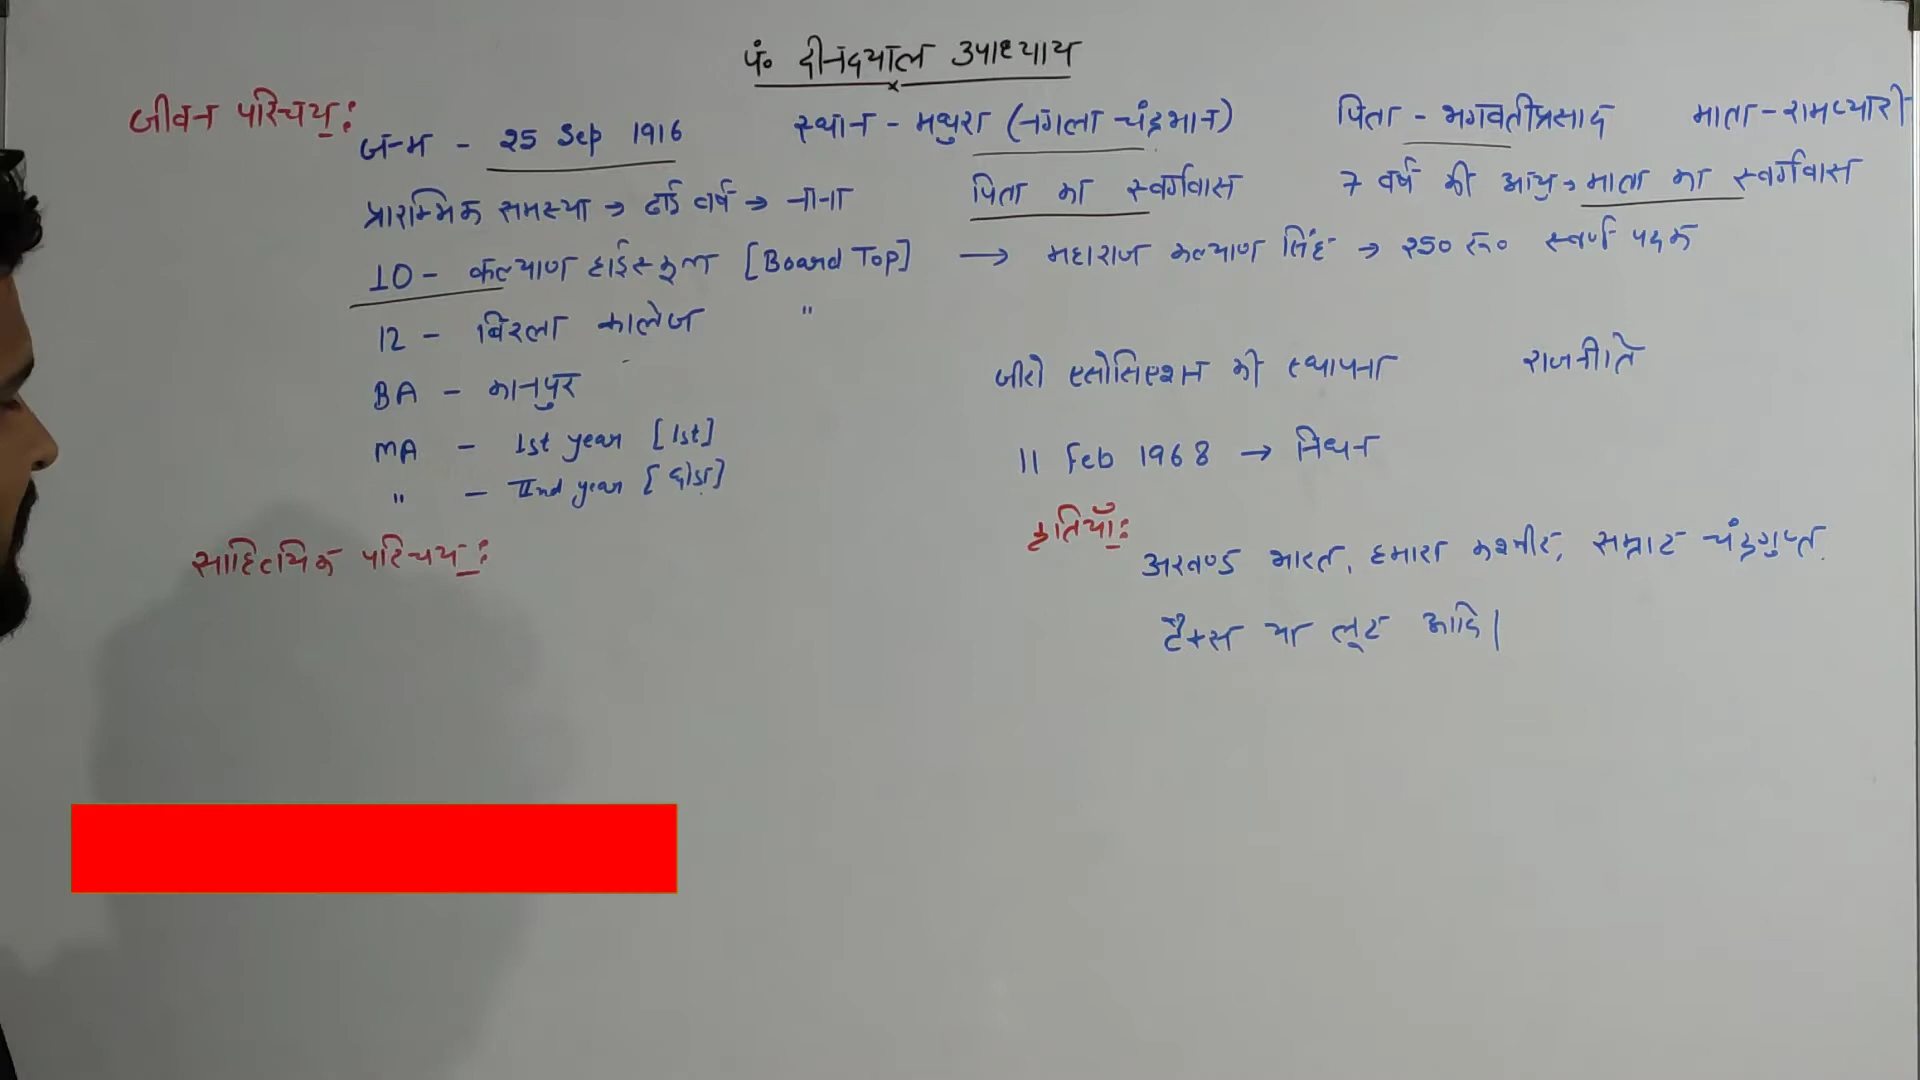 पं० दीनदयाल उपाध्याय
जीवन परिचय :
जन्म - 25 Sep 1916 स्थान - मथुरा (नगला चंद्रभान) पिता - भगवतीप्रसाद माता - रामप्यारी
प्रारम्भिक समस्या → ढाई वर्ष → नाना पिता का स्वर्गवास 7 वर्ष की आयु → माता का स्वर्गवास
10 - कल्याण हाईस्कूल [Board Top] → महाराज कल्याण सिंह → 250 रू० स्वर्ण पदक
12 - बिरला कालेज "
जीरो एसोसिएशन की स्थापना राजनीति
BA - कानपुर
MA - 1st year [1st] 11 Feb 1968 → निधन
" - IInd year [छोडा]
साहित्यिक परिचय :
कृतियाँ :
अखण्ड भारत, हमारा कश्मीर, सम्राट चंद्रगुप्त
टैक्स या लूट आदि।